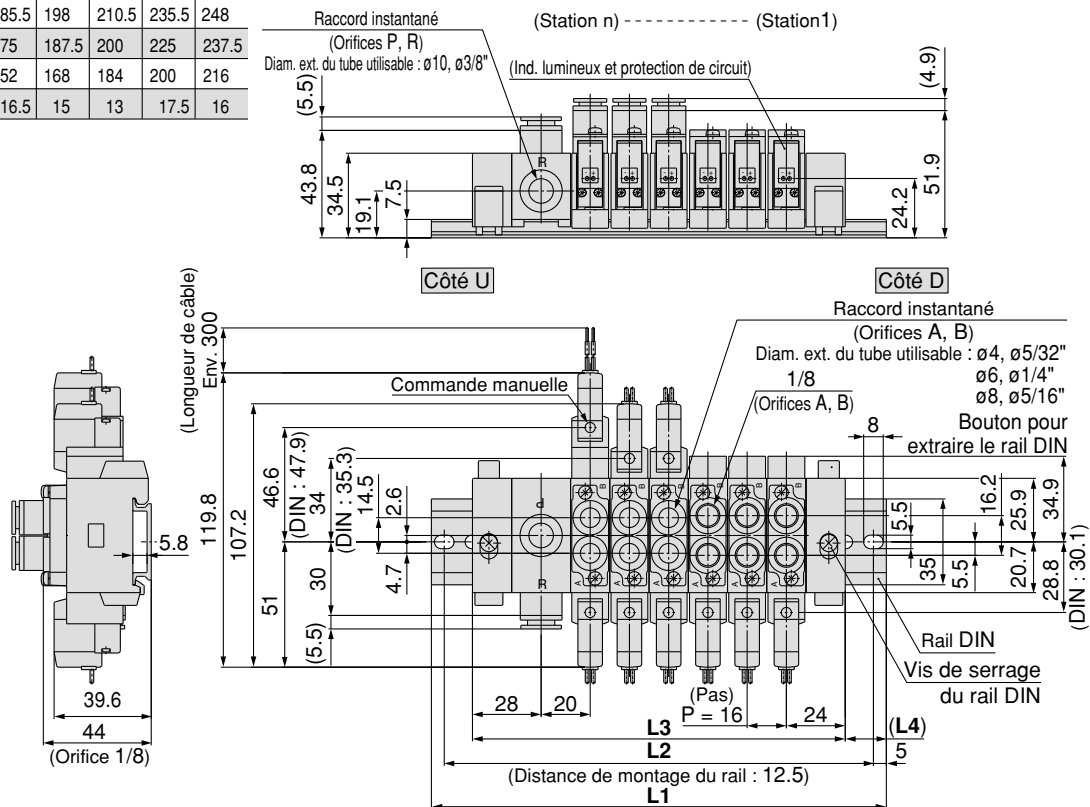 85.5 198 210.5 235.5 248
75 187.5 200 225 237.5
52 168 184 200 216
16.5 15 13 17.5 16
Raccord instantané
(Orifices P, R)
Diam. ext. du tube utilisable : ø10, ø3/8"
(Station n) (Station1)
(Ind. lumineux et protection de circuit)
(5.5)
43.8
34.5
19.1
7.5
R
(4.9)
51.9
24.2
Côté U
Côté D
Raccord instantané
(Orifices A, B)
Diam. ext. du tube utilisable : ø4, ø5/32"
ø6, ø1/4"
ø8, ø5/16"
1/8
(Orifices A, B)
Bouton pour
extraire le rail DIN
(Longueur de câble)
Env. 300
Commande manuelle
119.8
107.2
51
46.6
(DIN : 47.9)
34
(DIN : 35.3)
14.5
2.6
4.7
30
(5.5)
P
R
B B B B B B
A A A A A A
8
5.5
16.2
25.9
34.9
35
5.5
20.7
28.8
(DIN : 30.1)
Rail DIN
Vis de serrage
du rail DIN
5.8
39.6
44
(Orifice 1/8)
28
20
(Pas)
P = 16
24
L3
(L4)
L2
5
(Distance de montage du rail : 12.5)
L1